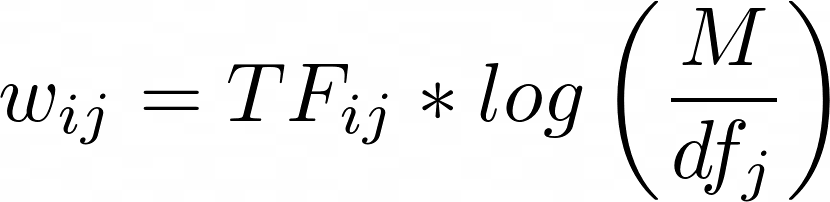 w_{ij} = TF_{ij} * log \left( \frac{M}{df_j} \right)